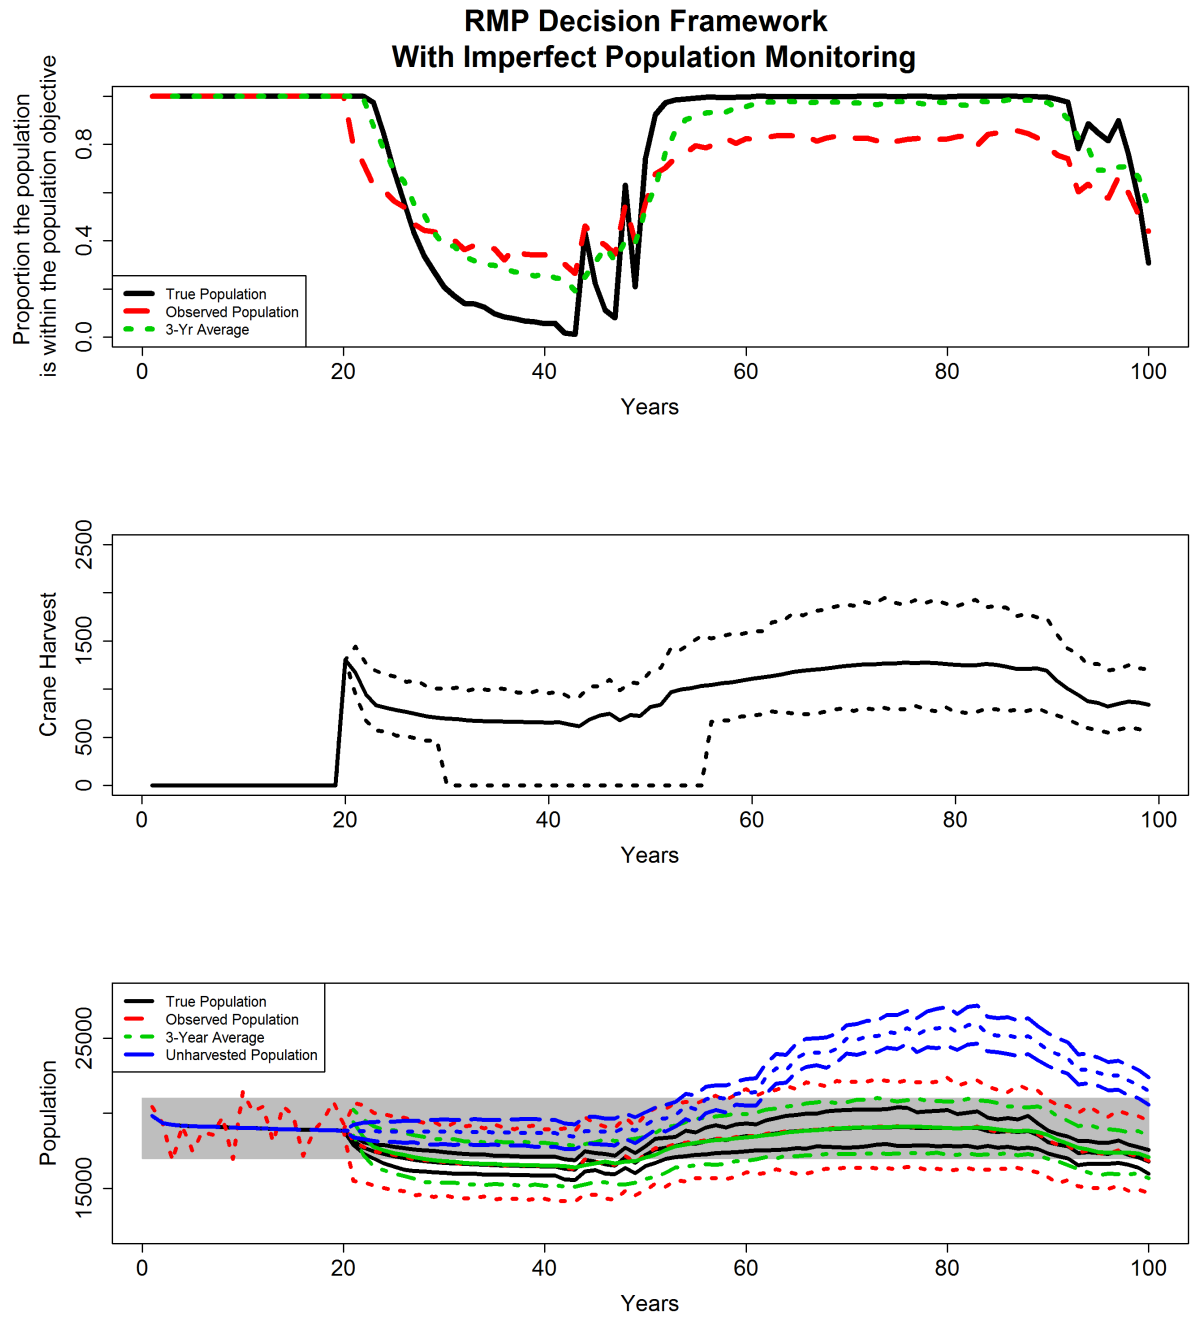 RMP Decision Framework
With Imperfect Population Monitoring
Proportion the population
is within the population objective
0.0
0.4
0.8
True Population
Observed Population
3-Yr Average
0
20
40
60
80
100
Years
Crane Harvest
0
500
1500
2500
0
20
40
60
80
100
Years
Population
15000
25000
True Population
Observed Population
3-Year Average
Unharvested Population
0
20
40
60
80
100
Years